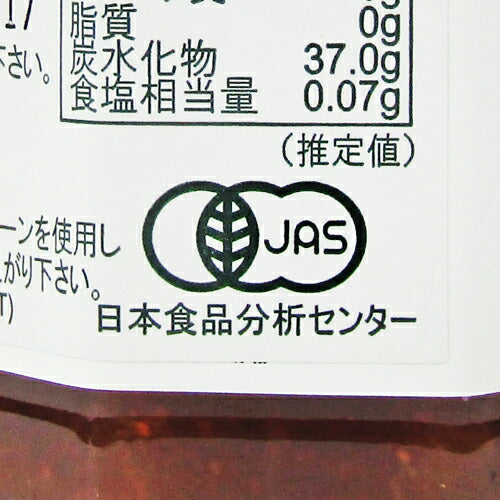 17
脂質 0g
下さい。
炭水化物 37.0g
食塩相当量 0.07g
(推定値)
ーンを使用し
がり下さい。
T)
JAS
日本食品分析センター